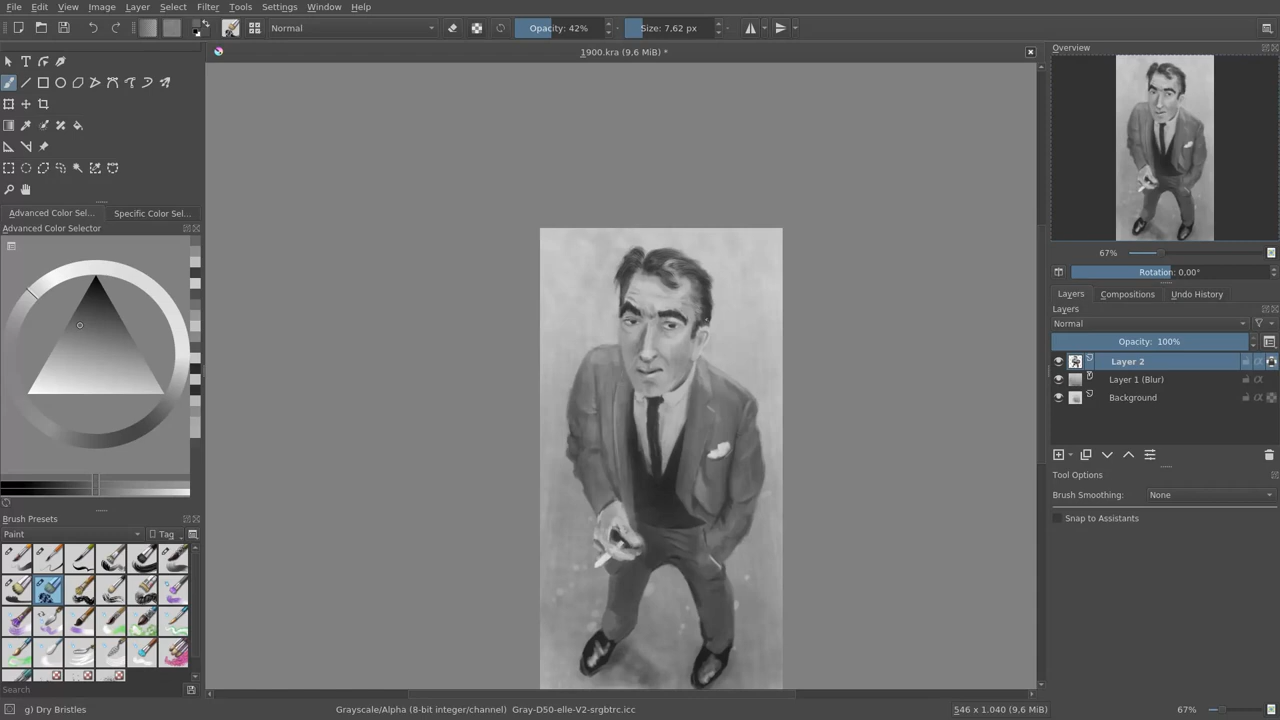 File Edit View Image Layer Select Filter Tools Settings Window Help
Normal Opacity: 42% Size: 7,62 px
1900.kra (9,6 MiB) * Overview
Advanced Color Sel... Specific Color Sel...
Advanced Color Selector
67%
Rotation: 0,00°
Layers Compositions Undo History
Layers
Normal
Opacity: 100%
Layer 2
Layer 1 (Blur)
Background
Tool Options
Brush Smoothing: None
Snap to Assistants
Brush Presets
Paint Tag
Search
g) Dry Bristles Grayscale/Alpha (8-bit integer/channel) Gray-D50-elle-V2-srgbtrc.icc 546 x 1.040 (9,6 MiB) 67%